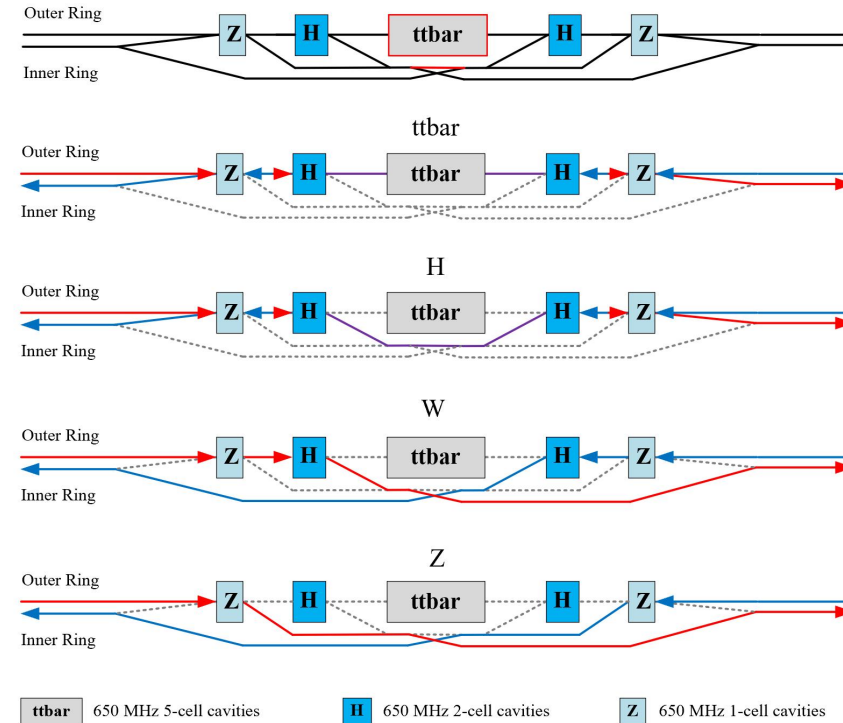 Outer Ring
Z H ttbar H Z
Inner Ring
ttbar
Outer Ring
Z H ttbar H Z
Inner Ring
H
Outer Ring
Z H ttbar H Z
Inner Ring
W
Outer Ring
Z H ttbar H Z
Inner Ring
Z
Outer Ring
Z H ttbar H Z
Inner Ring
ttbar 650 MHz 5-cell cavities H 650 MHz 2-cell cavities Z 650 MHz 1-cell cavities